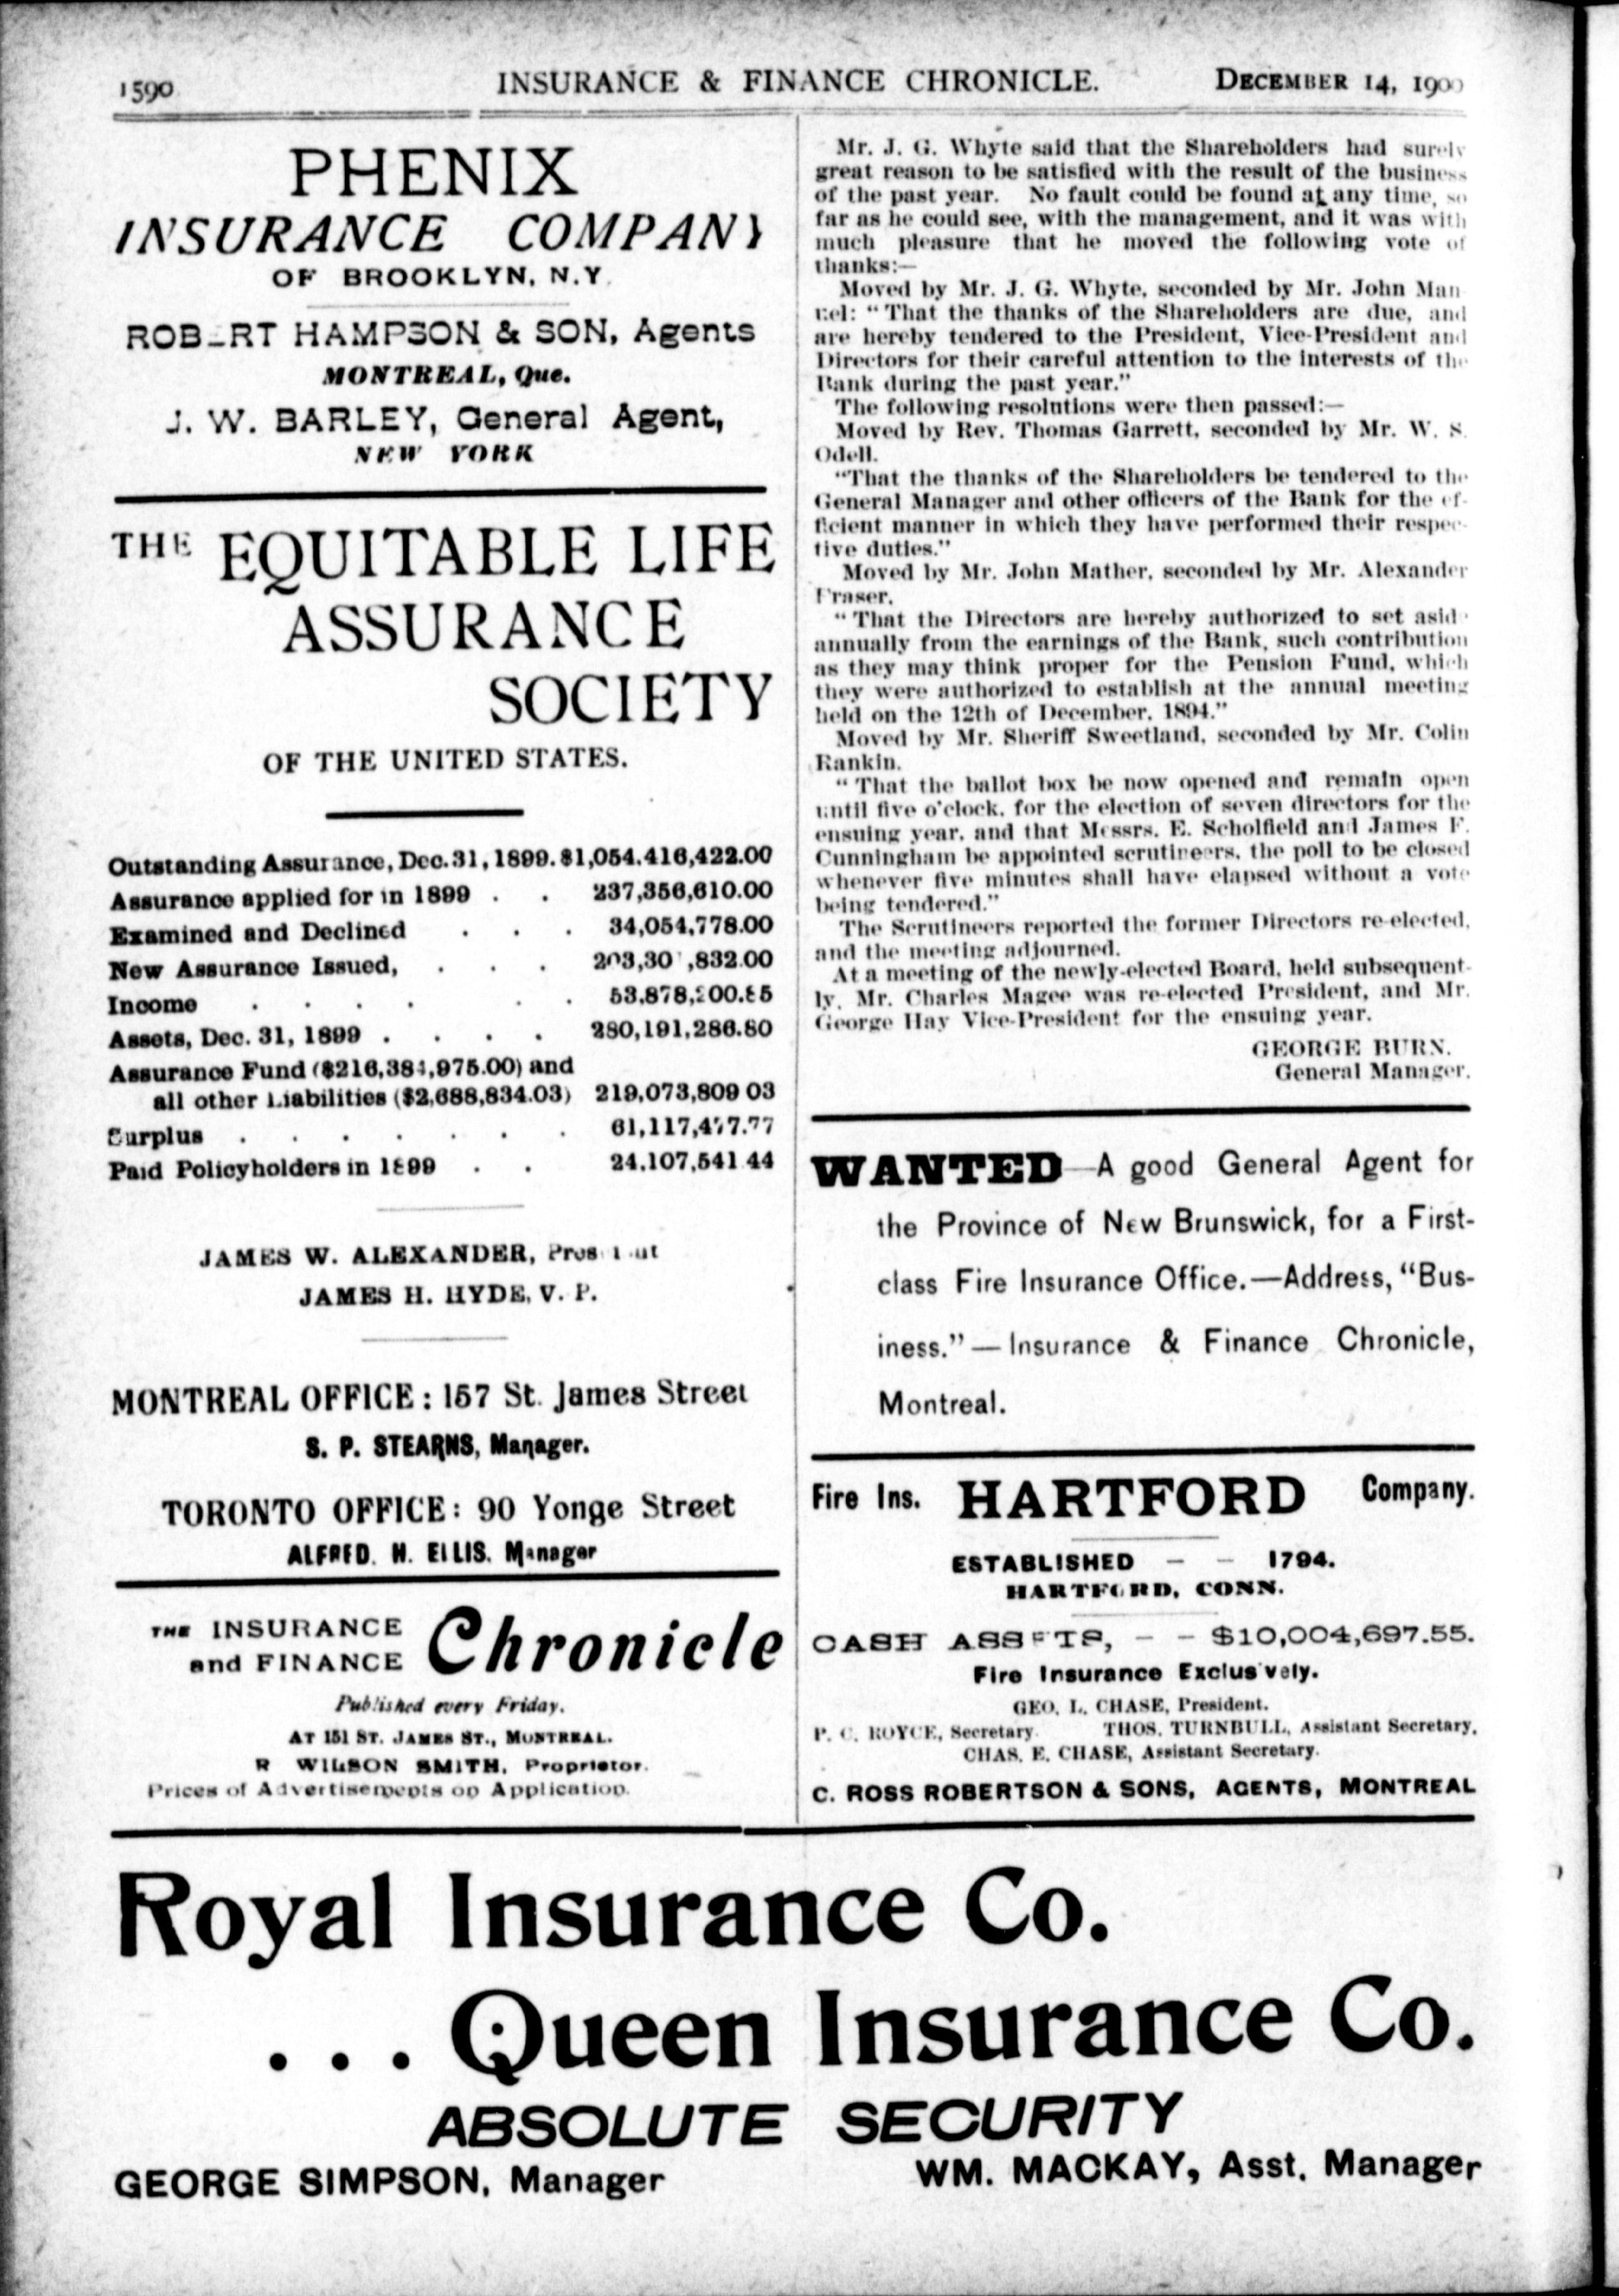 1590
INSURANCE & FINANCE CHRONICLE.
DECEMBER 14, 1900
PHENIX
INSURANCE COMPANY
OF BROOKLYN, N.Y.
ROBERT HAMPSON & SON, Agents
MONTREAL, Que.
J. W. BARLEY, General Agent,
NEW YORK
THE EQUITABLE LIFE
ASSURANCE
SOCIETY
OF THE UNITED STATES.
Outstanding Assurance, Dec. 31, 1899. $1,054,416,422.00
Assurance applied for in 1899 . . 237,356,610.00
Examined and Declined . . . 34,054,778.00
New Assurance Issued, . . . 203,30 ,832.00
Income . . . . . . 53,878,200.85
Assets, Dec. 31, 1899 . . . . 280,191,286.80
Assurance Fund ($216,384,975.00) and
all other Liabilities ($2,688,834.03) 219,073,809 03
Surplus . . . . . . . 61,117,477.77
Paid Policyholders in 1899 . . 24,107,541.44
JAMES W. ALEXANDER, President
JAMES H. HYDE, V. P.
MONTREAL OFFICE : 157 St. James Street
S. P. STEARNS, Manager.
TORONTO OFFICE : 90 Yonge Street
ALFRED. H. ELLIS. Manager
THE INSURANCE
and FINANCE Chronicle
Published every Friday.
AT 151 ST. JAMES ST., MONTREAL.
R WILSON SMITH, Proprietor.
Prices of Advertisements on Application.
Mr. J. G. Whyte said that the Shareholders had surely
great reason to be satisfied with the result of the business
of the past year. No fault could be found at any time, so
far as he could see, with the management, and it was with
much pleasure that he moved the following vote of
thanks:—
Moved by Mr. J. G. Whyte, seconded by Mr. John Man
uel: "That the thanks of the Shareholders are due, and
are hereby tendered to the President, Vice-President and
Directors for their careful attention to the interests of the
Bank during the past year."
The following resolutions were then passed:—
Moved by Rev. Thomas Garrett, seconded by Mr. W. S.
Odell.
"That the thanks of the Shareholders be tendered to the
General Manager and other officers of the Bank for the ef-
ficient manner in which they have performed their respec-
tive duties."
Moved by Mr. John Mather, seconded by Mr. Alexander
Fraser.
"That the Directors are hereby authorized to set aside
annually from the earnings of the Bank, such contribution
as they may think proper for the Pension Fund, which
they were authorized to establish at the annual meeting
held on the 12th of December, 1894."
Moved by Mr. Sheriff Sweetland, seconded by Mr. Colin
Rankin.
"That the ballot box be now opened and remain open
until five o'clock, for the election of seven directors for the
ensuing year, and that Messrs. E. Scholfield and James F.
Cunningham be appointed scrutineers, the poll to be closed
whenever five minutes shall have elapsed without a vote
being tendered."
The Scrutineers reported the former Directors re-elected,
and the meeting adjourned.
At a meeting of the newly-elected Board, held subsequent-
ly, Mr. Charles Magee was re-elected President, and Mr.
George Hay Vice-President for the ensuing year.
GEORGE BURN.
General Manager.
WANTED—A good General Agent for
the Province of New Brunswick, for a First-
class Fire Insurance Office.—Address, "Bus-
iness." — Insurance & Finance Chronicle,
Montreal.
Fire Ins. HARTFORD Company.
ESTABLISHED - - 1794.
HARTFORD, CONN.
CASH ASSETS, - - $10,004,697.55.
Fire Insurance Exclusively.
GEO. L. CHASE, President.
P. C. ROYCE, Secretary. THOS. TURNBULL, Assistant Secretary.
CHAS. E. CHASE, Assistant Secretary.
C. ROSS ROBERTSON & SONS, AGENTS, MONTREAL
Royal Insurance Co.
. . . Queen Insurance Co.
ABSOLUTE SECURITY
GEORGE SIMPSON, Manager
WM. MACKAY, Asst. Manager